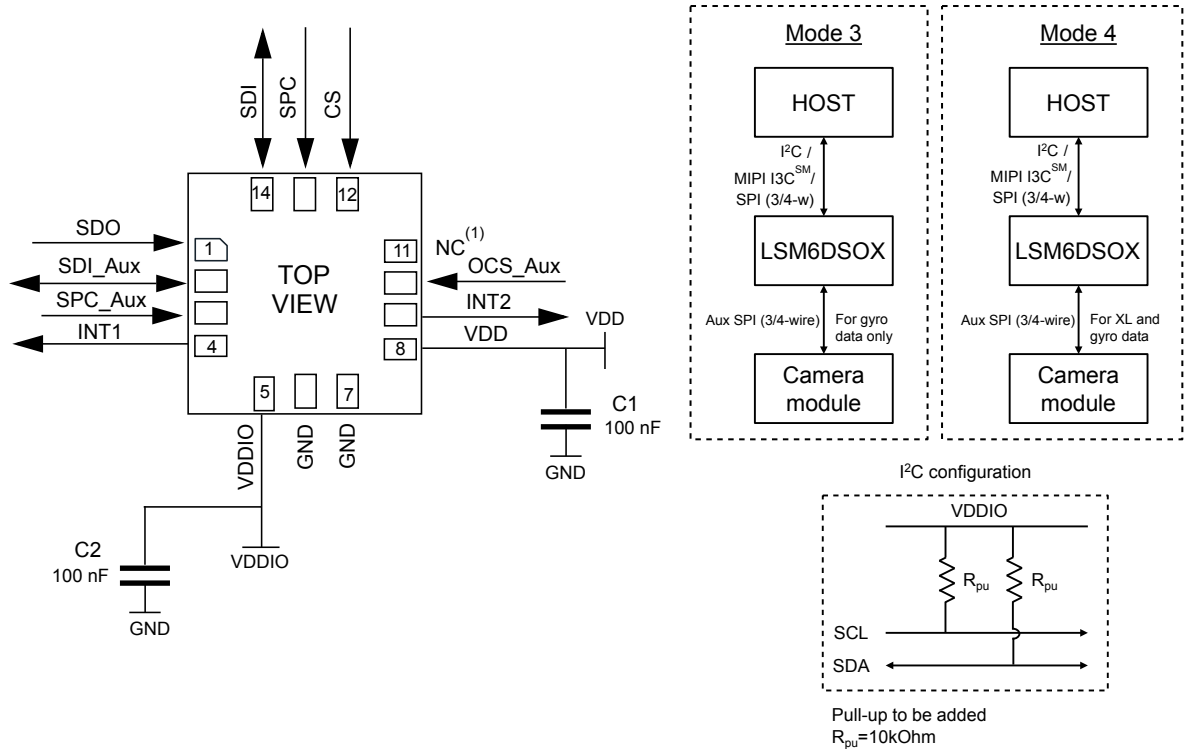 SDI
SPC
CS
14
12
SDO
SDI_Aux
SPC_Aux
INT1
1
4
TOP
VIEW
11
8
NC(1)
OCS_Aux
INT2
VDD
VDD
5
7
VDDIO
GND
GND
C1
100 nF
GND
C2
100 nF
GND
VDDIO
Mode 3
HOST
I²C /
MIPI I3C^SM/
SPI (3/4-w)
LSM6DSOX
Aux SPI (3/4-wire)
For gyro
data only
Camera
module
Mode 4
HOST
I²C /
MIPI I3C^SM/
SPI (3/4-w)
LSM6DSOX
Aux SPI (3/4-wire)
For XL and
gyro data
Camera
module
I²C configuration
VDDIO
Rpu
Rpu
SCL
SDA
Pull-up to be added
Rpu=10kOhm